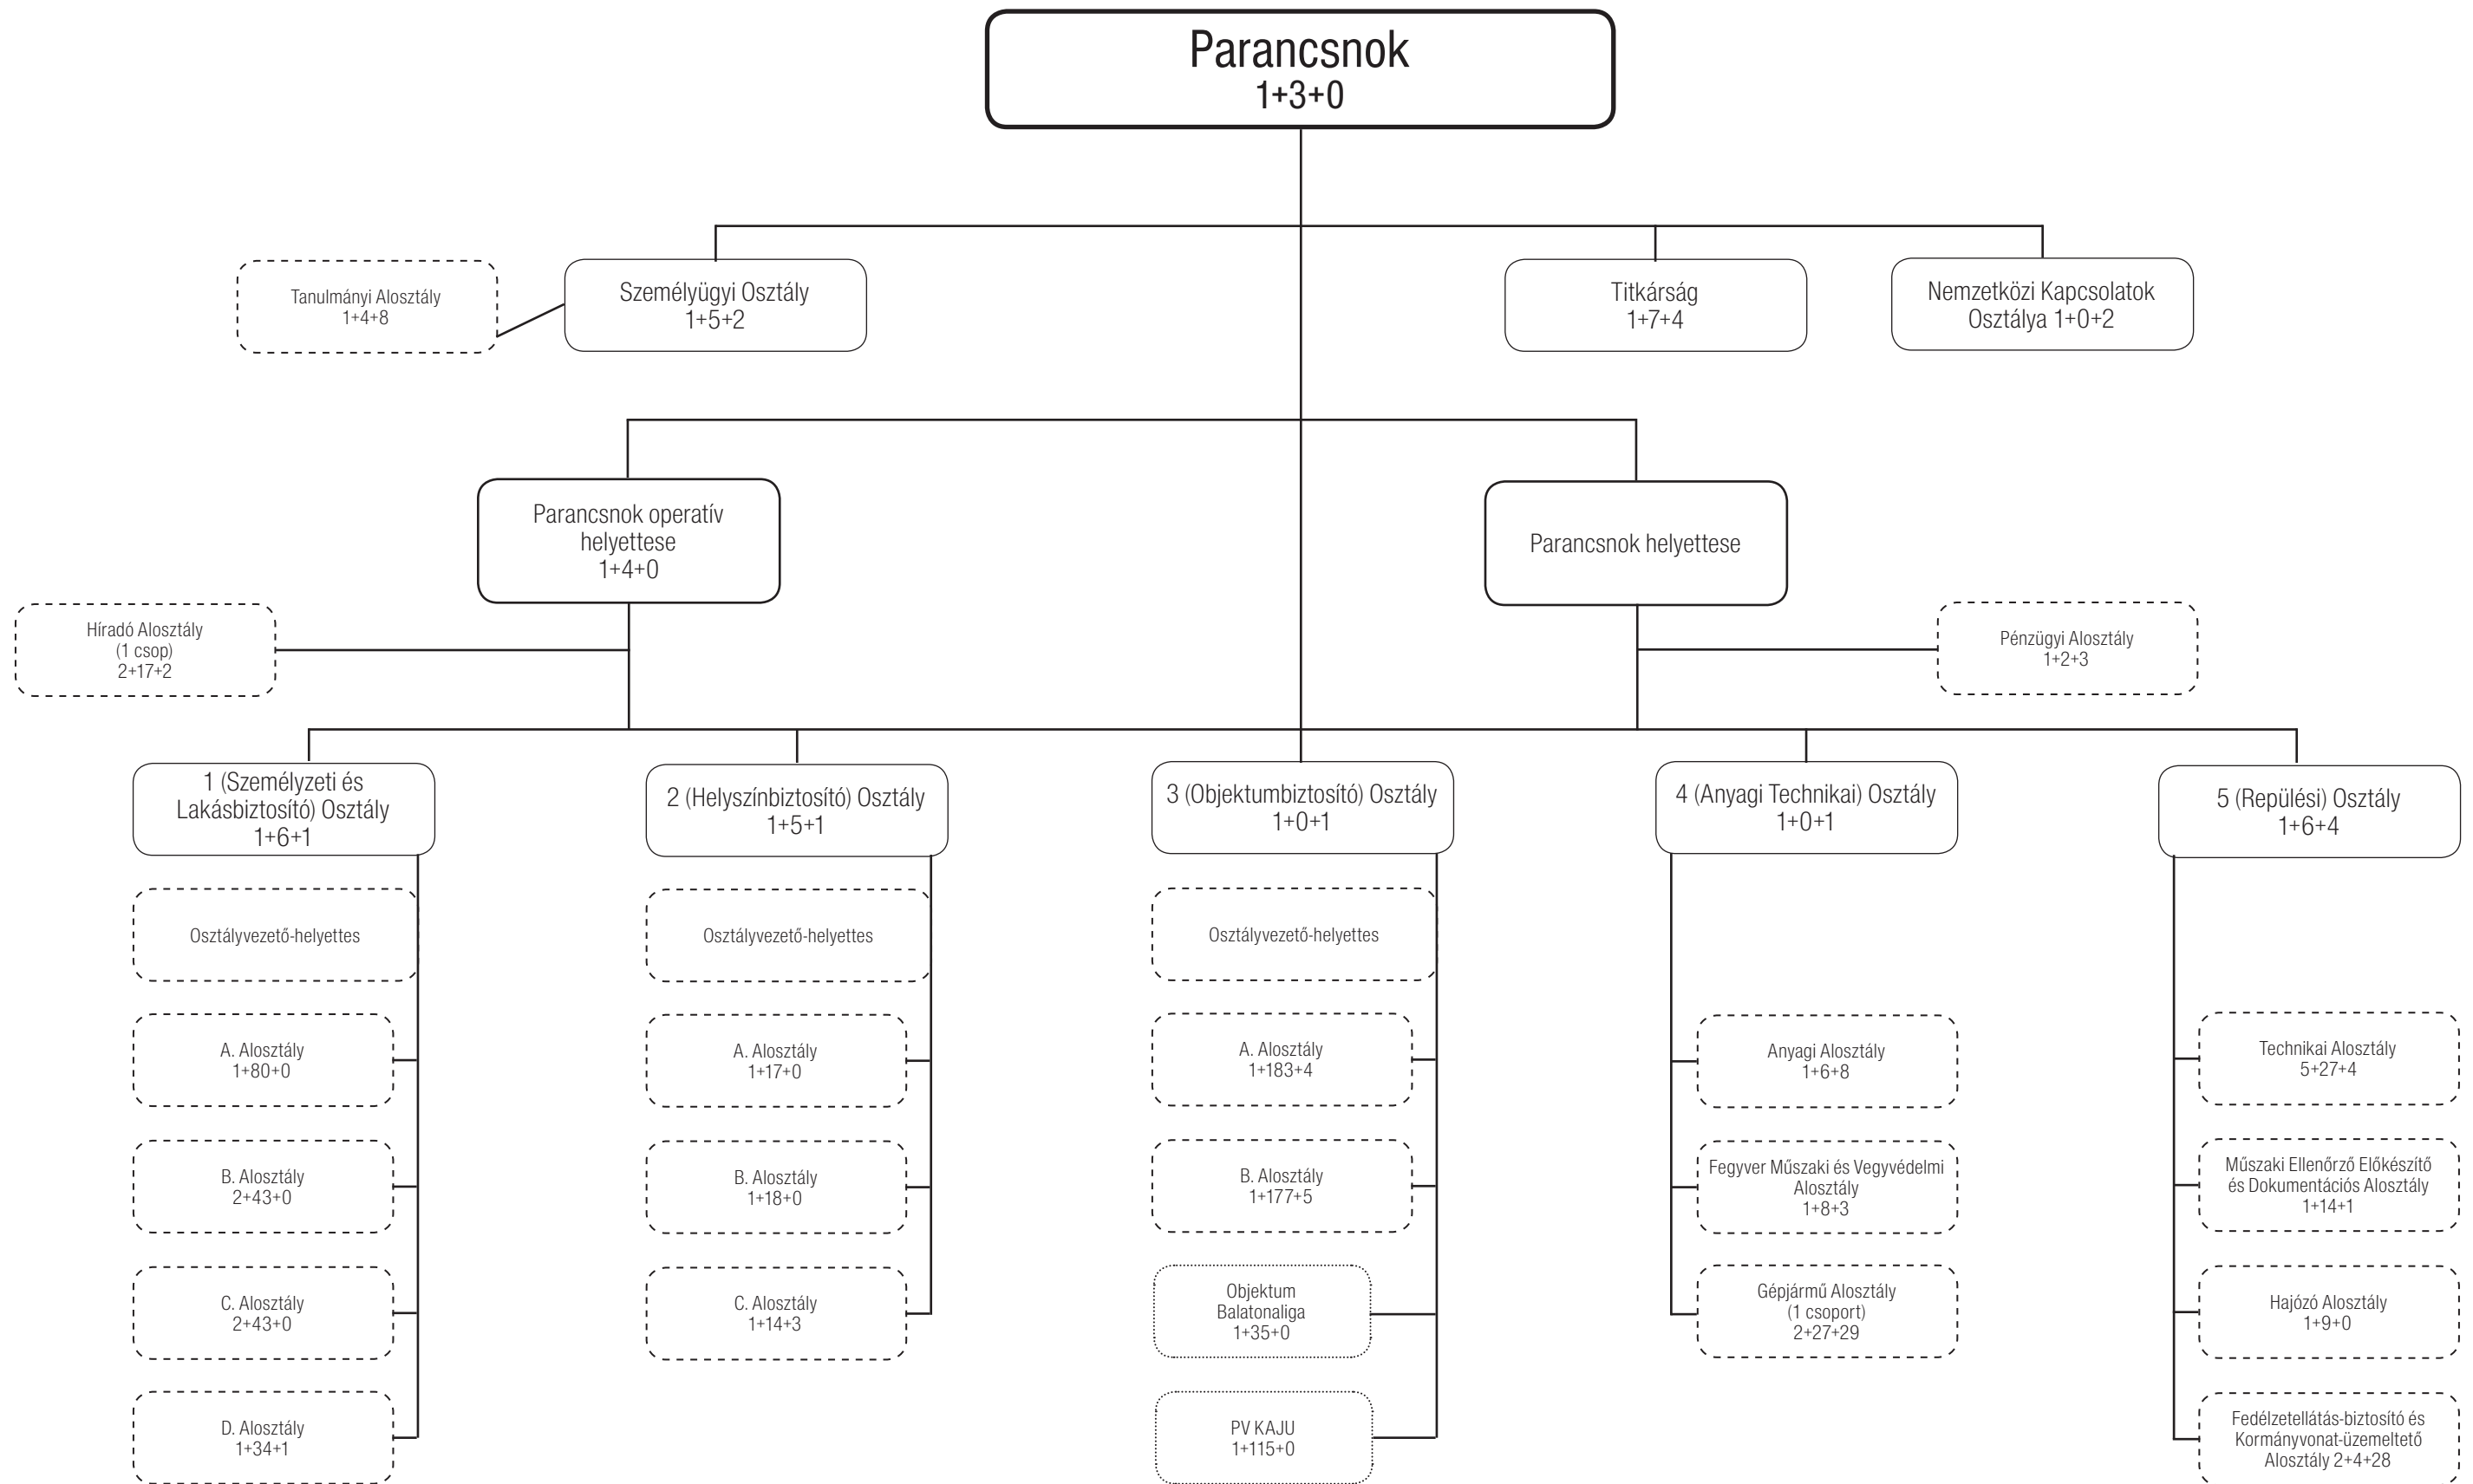 Parancsnok
1+3+0
Tanulmányi Alosztály
1+4+8
Személyügyi Osztály
1+5+2
Titkárság
1+7+4
Nemzetközi Kapcsolatok
Osztálya 1+0+2
Parancsnok operatív
helyettese
1+4+0
Parancsnok helyettese
Híradó Alosztály
(1 csop)
2+17+2
Pénzügyi Alosztály
1+2+3
1 (Személyzeti és
Lakásbiztosító) Osztály
1+6+1
Osztályvezető-helyettes
A. Alosztály
1+80+0
B. Alosztály
2+43+0
C. Alosztály
2+43+0
D. Alosztály
1+34+1
2 (Helyszínbiztosító) Osztály
1+5+1
Osztályvezető-helyettes
A. Alosztály
1+17+0
B. Alosztály
1+18+0
C. Alosztály
1+14+3
3 (Objektumbiztosító) Osztály
1+0+1
Osztályvezető-helyettes
A. Alosztály
1+183+4
B. Alosztály
1+177+5
Objektum
Balatonaliga
1+35+0
PV KAJU
1+115+0
4 (Anyagi Technikai) Osztály
1+0+1
Anyagi Alosztály
1+6+8
Fegyver Műszaki és Vegyvédelmi
Alosztály
1+8+3
Gépjármű Alosztály
(1 csoport)
2+27+29
5 (Repülési) Osztály
1+6+4
Technikai Alosztály
5+27+4
Műszaki Ellenőrző Előkészítő
és Dokumentációs Alosztály
1+14+1
Hajózó Alosztály
1+9+0
Fedélzetellátás-biztosító és
Kormányvonat-üzemeltető
Alosztály 2+4+28